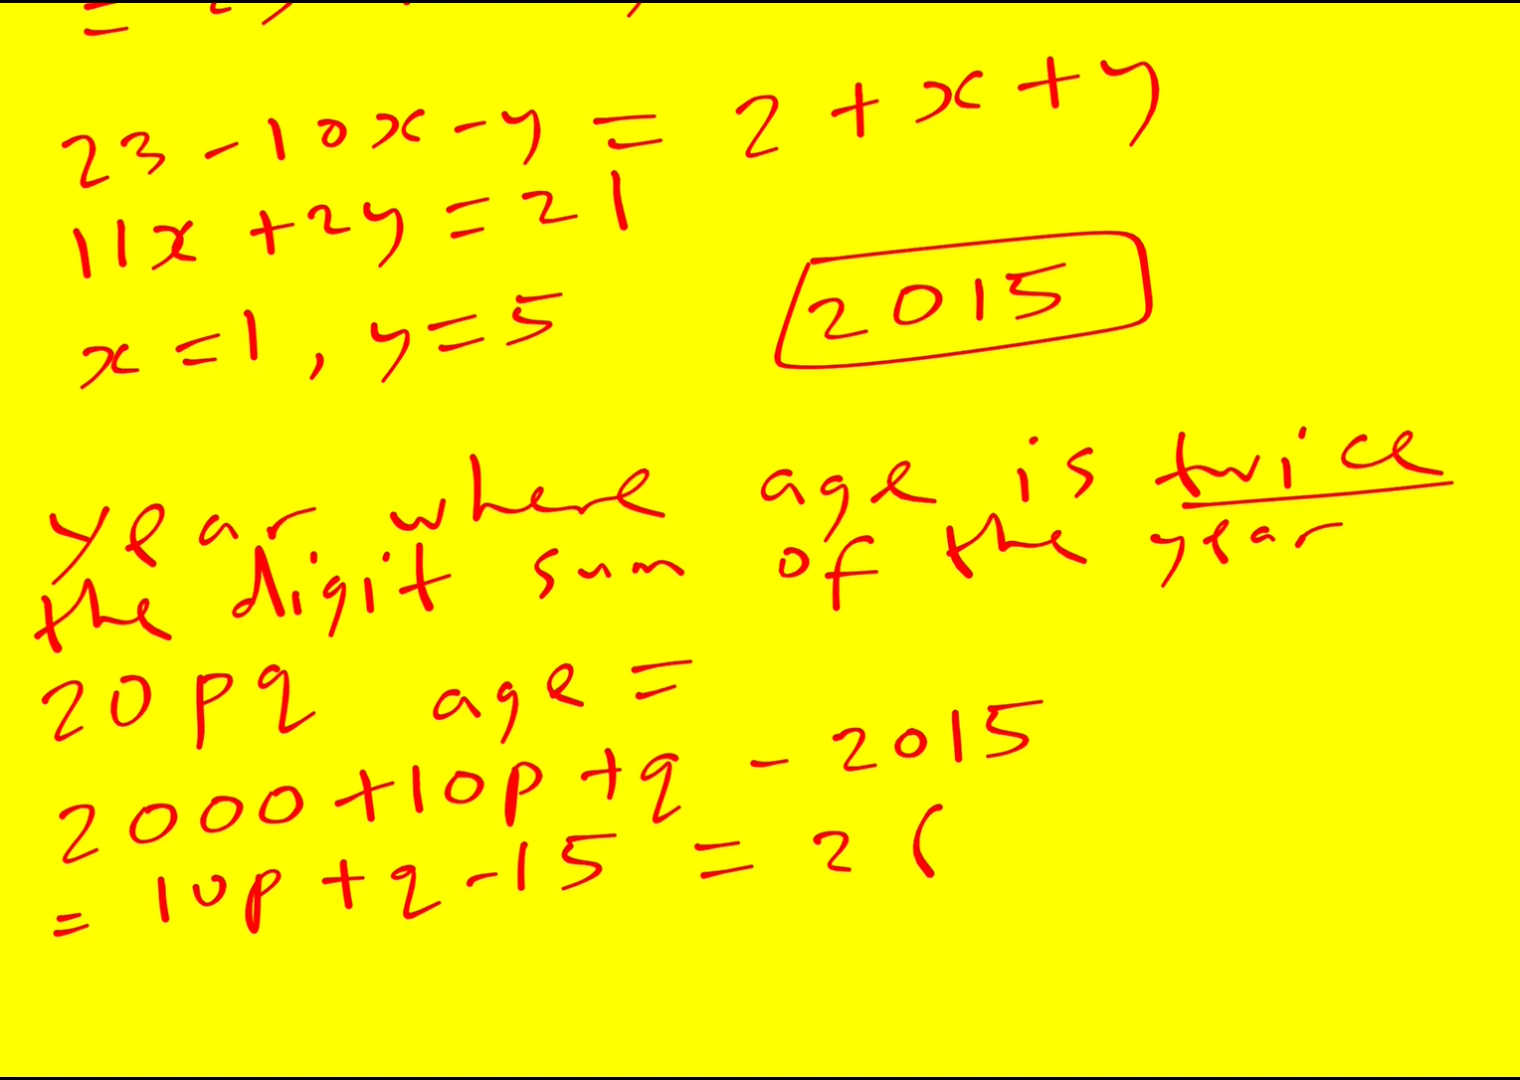 23 - 10x - y = 2 + x + y
11x + 2y = 21
x = 1, y = 5
2015
year where age is twice
the digit sum of the year
20pq age =
2000 + 10p + q - 2015
= 10p + q - 15 = 2 (